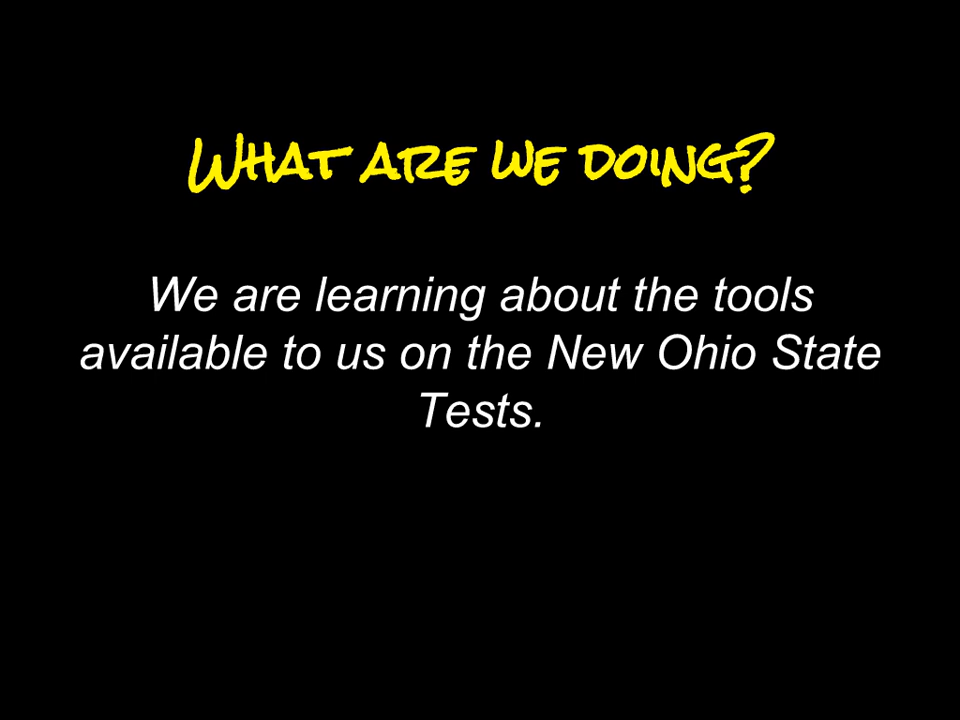 What are we doing?
We are learning about the tools
available to us on the New Ohio State
Tests.